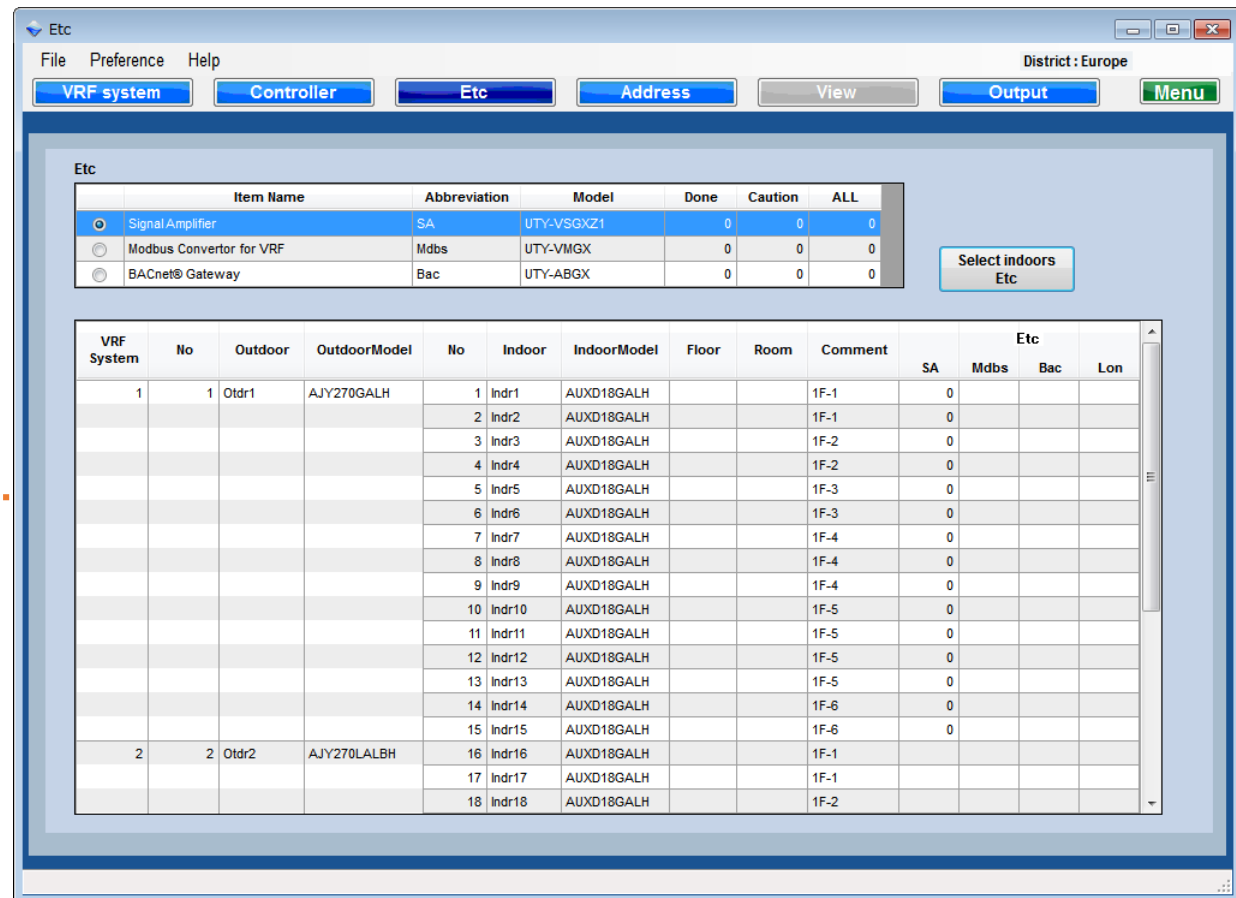 Etc
File Preference Help District : Europe
VRF system Controller Etc Address View Output Menu
Etc
Item Name Abbreviation Model Done Caution ALL
Signal Amplifier SA UTY-VSGXZ1 0 0 0
Modbus Convertor for VRF Mdbs UTY-VMGX 0 0 0
BACnet® Gateway Bac UTY-ABGX 0 0 0
Select indoors
Etc
VRF System No Outdoor OutdoorModel No Indoor IndoorModel Floor Room Comment Etc
SA Mdbs Bac Lon
1 1 Otdr1 AJY270GALH 1 Indr1 AUXD18GALH 1F-1 0
2 Indr2 AUXD18GALH 1F-1 0
3 Indr3 AUXD18GALH 1F-2 0
4 Indr4 AUXD18GALH 1F-2 0
5 Indr5 AUXD18GALH 1F-3 0
6 Indr6 AUXD18GALH 1F-3 0
7 Indr7 AUXD18GALH 1F-4 0
8 Indr8 AUXD18GALH 1F-4 0
9 Indr9 AUXD18GALH 1F-4 0
10 Indr10 AUXD18GALH 1F-5 0
11 Indr11 AUXD18GALH 1F-5 0
12 Indr12 AUXD18GALH 1F-5 0
13 Indr13 AUXD18GALH 1F-5 0
14 Indr14 AUXD18GALH 1F-6 0
15 Indr15 AUXD18GALH 1F-6 0
2 2 Otdr2 AJY270LALBH 16 Indr16 AUXD18GALH 1F-1
17 Indr17 AUXD18GALH 1F-1
18 Indr18 AUXD18GALH 1F-2